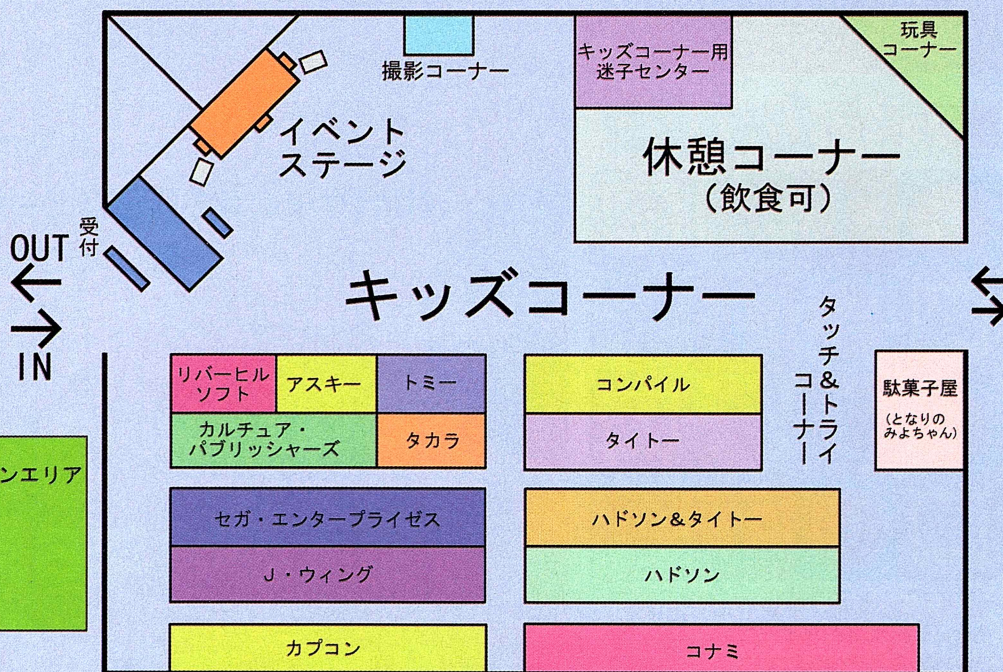 撮影コーナー
キッズコーナー用
迷子センター
玩具
コーナー
イベント
ステージ
休憩コーナー
(飲食可)
受付
OUT
IN
キッズコーナー
タッチ&トライ
コーナー
リバーヒル
ソフト
アスキー
トミー
カルチュア・
パブリッシャーズ
タカラ
コンパイル
タイトー
駄菓子屋
(となりの
みよちゃん)
ンエリア
セガ・エンタープライゼス
J・ウィング
ハドソン&タイトー
ハドソン
カプコン
コナミ